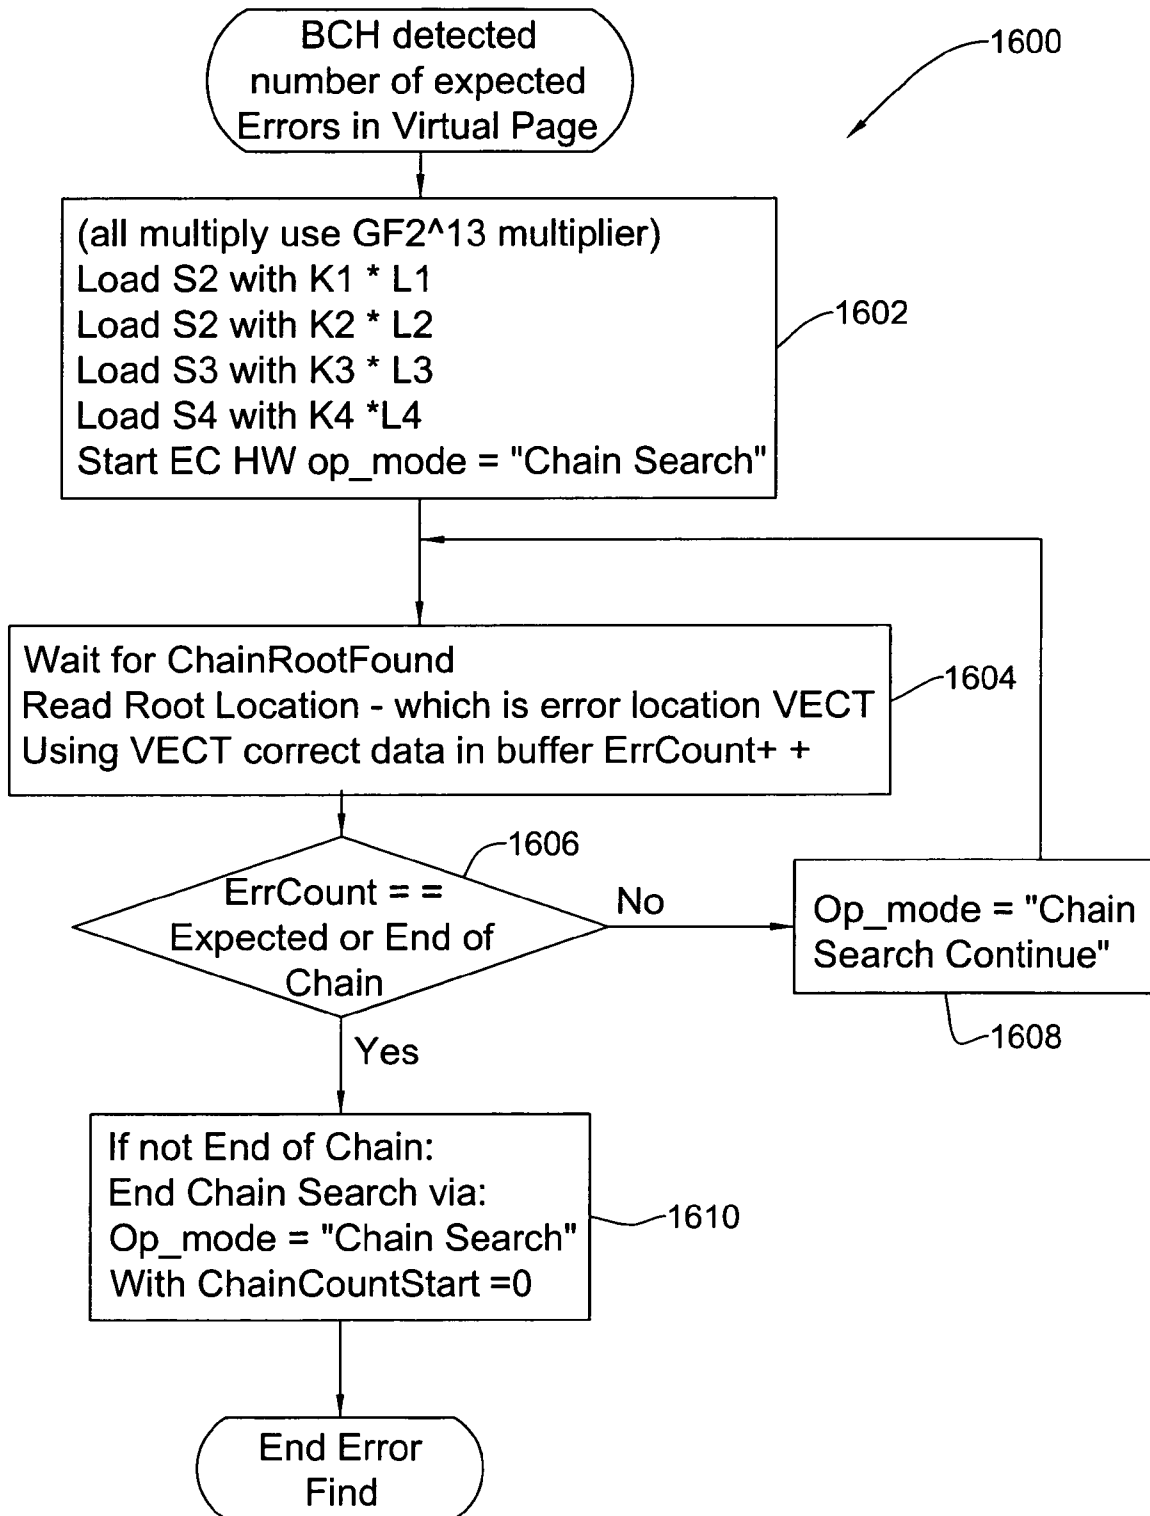 BCH detected
number of expected
Errors in Virtual Page
1600
(all multiply use GF2^13 multiplier)
Load S2 with K1 * L1
Load S2 with K2 * L2
Load S3 with K3 * L3
Load S4 with K4 *L4
Start EC HW op_mode = "Chain Search"
1602
Wait for ChainRootFound
Read Root Location - which is error location VECT
Using VECT correct data in buffer ErrCount+ +
1604
ErrCount = =
Expected or End of
Chain
1606
No
Op_mode = "Chain
Search Continue"
1608
Yes
If not End of Chain:
End Chain Search via:
Op_mode = "Chain Search"
With ChainCountStart =0
1610
End Error
Find